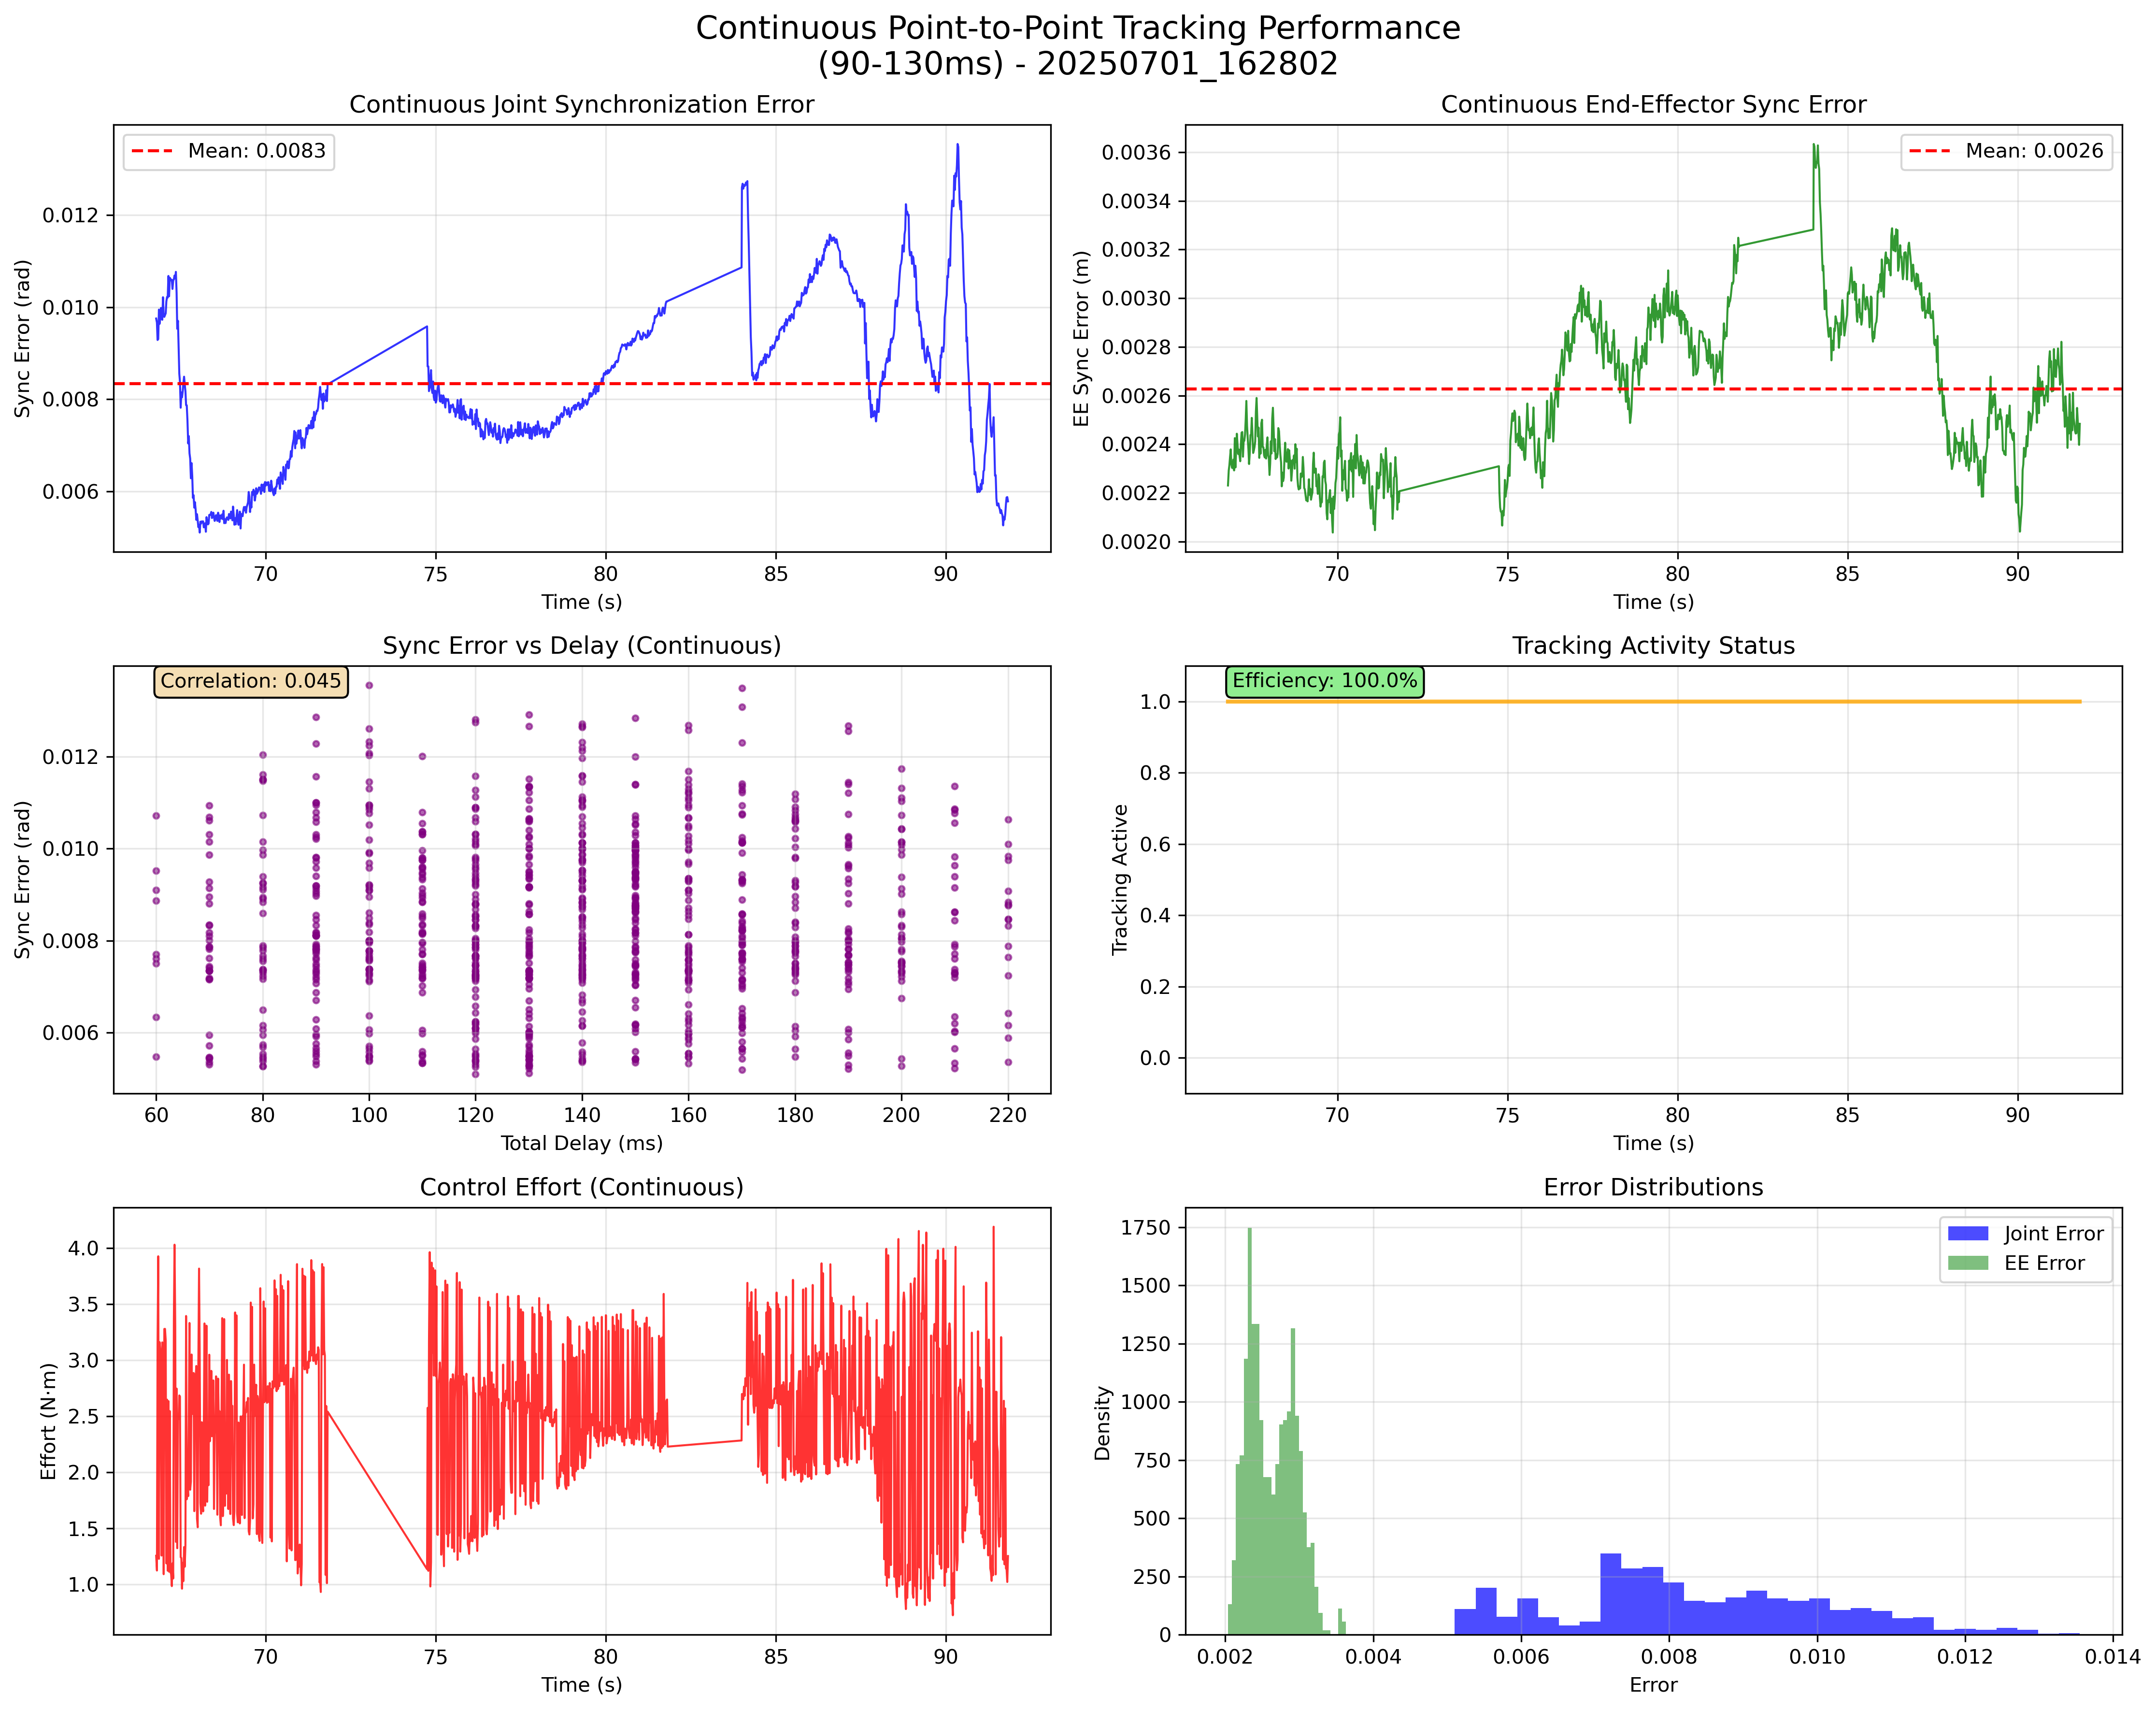 Continuous Point-to-Point Tracking Performance
(90-130ms) - 20250701_162802
Continuous Joint Synchronization Error
Mean: 0.0083
Sync Error (rad)
0.012
0.010
0.008
0.006
70 75 80 85 90
Time (s)
Continuous End-Effector Sync Error
Mean: 0.0026
EE Sync Error (m)
0.0036
0.0034
0.0032
0.0030
0.0028
0.0026
0.0024
0.0022
0.0020
70 75 80 85 90
Time (s)
Sync Error vs Delay (Continuous)
Correlation: 0.045
Sync Error (rad)
0.012
0.010
0.008
0.006
60 80 100 120 140 160 180 200 220
Total Delay (ms)
Tracking Activity Status
Efficiency: 100.0%
Tracking Active
1.0
0.8
0.6
0.4
0.2
0.0
70 75 80 85 90
Time (s)
Control Effort (Continuous)
Effort (N·m)
4.0
3.5
3.0
2.5
2.0
1.5
1.0
70 75 80 85 90
Time (s)
Error Distributions
Joint Error
EE Error
Density
1750
1500
1250
1000
750
500
250
0
0.002 0.004 0.006 0.008 0.010 0.012 0.014
Error